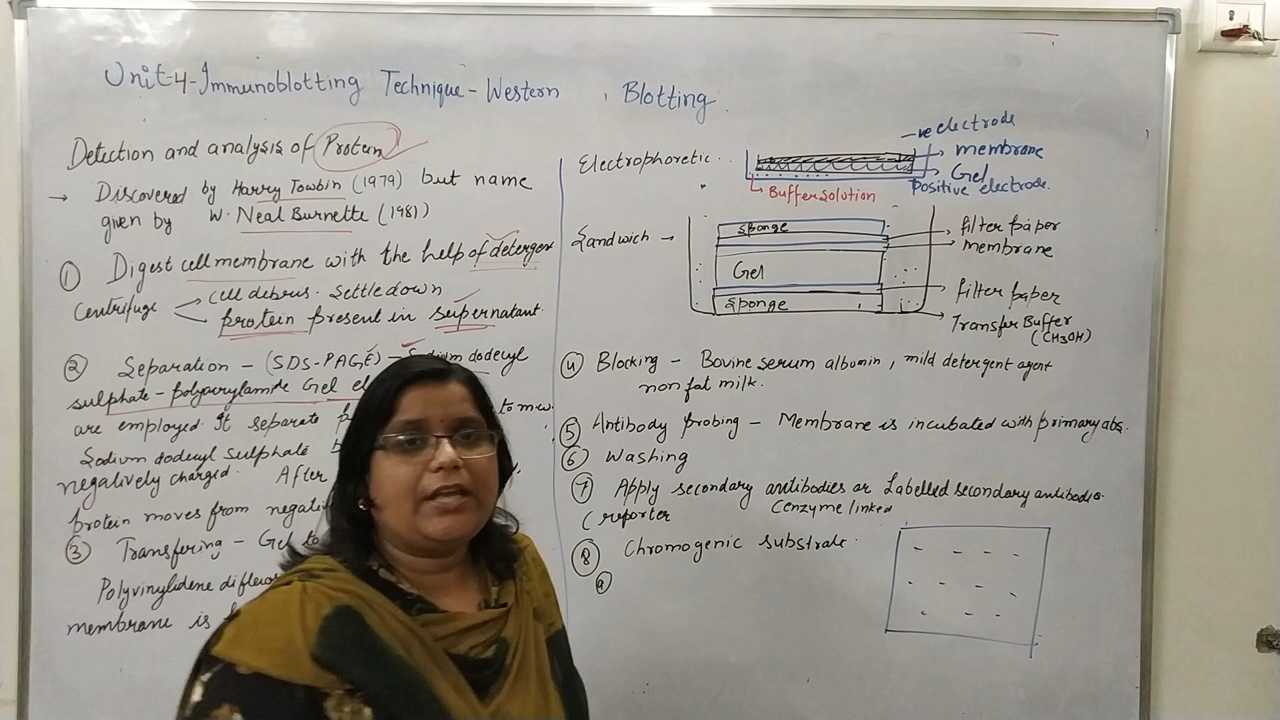 Unit-4-Immunoblotting Technique-Western Blotting
Detection and analysis of Protein
→ Discovered by Harry Towbin (1979) but name
given by W. Neal Burnette (1981)
① Digest cell membrane with the help of detergent
Centrifuge
Cell debris. Settle down
protein present in supernatant.
② Separation - (SDS-PAGE) - Sodium dodecyl
sulphate - polyacrylamide Gel
are employed. It separate to m.w.
Sodium dodecyl sulphate
negatively charged. After
protein moves from
③ Transfering - Gel to
Polyvinylidene
membrane is
Electrophoretic..
-ve electrode
membrane
Gel
Positive electrode.
Buffer solution
Sandwich →
Sponge
filter paper
membrane
Gel
filter paper
Sponge
Transfer Buffer
(CH3OH)
④ Blocking - Bovine serum albumin, mild detergent agent
non fat milk.
⑤ Antibody probing - Membrane is incubated with primary abs.
⑥ Washing
⑦ Apply secondary antibodies or Labelled secondary antibodies
(reporter (enzyme linked
⑧ Chromogenic substrate.
ⓐ